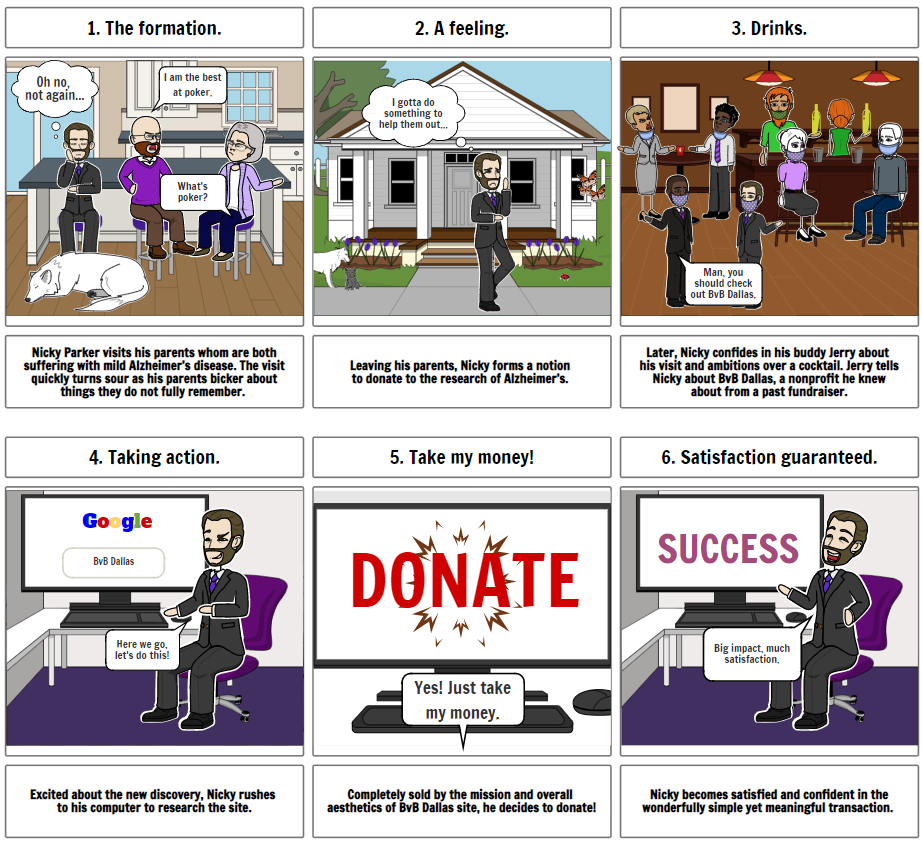 1. The formation.
2. A feeling.
3. Drinks.
Oh no,
not again...
I am the best
at poker.
What's
poker?
I gotta do
something to
help them out...
Man, you
should check
out BvB Dallas.
Nicky Parker visits his parents whom are both
suffering with mild Alzheimer's disease. The visit
quickly turns sour as his parents bicker about
things they do not fully remember.
Leaving his parents, Nicky forms a notion
to donate to the research of Alzheimer's.
Later, Nicky confides in his buddy Jerry about
his visit and ambitions over a cocktail. Jerry tells
Nicky about BvB Dallas, a nonprofit he knew
about from a past fundraiser.
4. Taking action.
5. Take my money!
6. Satisfaction guaranteed.
Google
BvB Dallas
Here we go,
let's do this!
DONATE
Yes! Just take
my money.
SUCCESS
Big impact, much
satisfaction.
Excited about the new discovery, Nicky rushes
to his computer to research the site.
Completely sold by the mission and overall
aesthetics of BvB Dallas site, he decides to donate!
Nicky becomes satisfied and confident in the
wonderfully simple yet meaningful transaction.